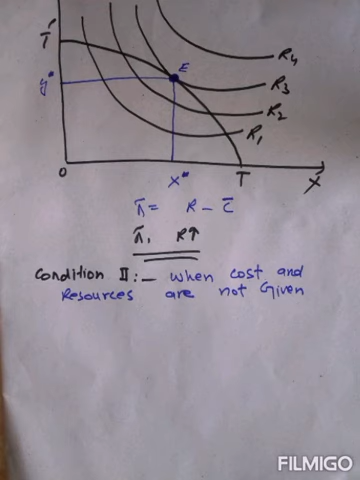 T'
R4
E
y*
R3
R2
R1
O
X*
T
X
π = R - C̅
π, R↑
Condition II:— when cost and
Resources are not Given
FILMIGO